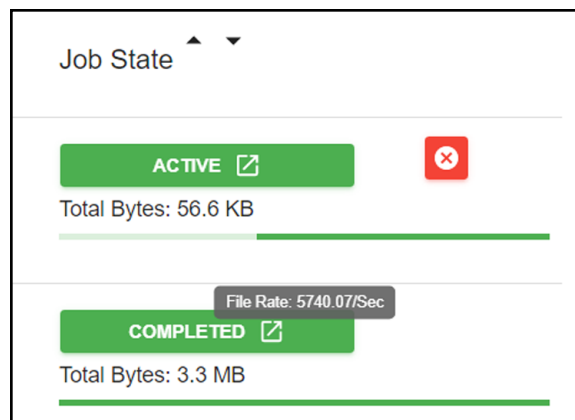 Job State
ACTIVE
Total Bytes: 56.6 KB
File Rate: 5740.07/Sec
COMPLETED
Total Bytes: 3.3 MB